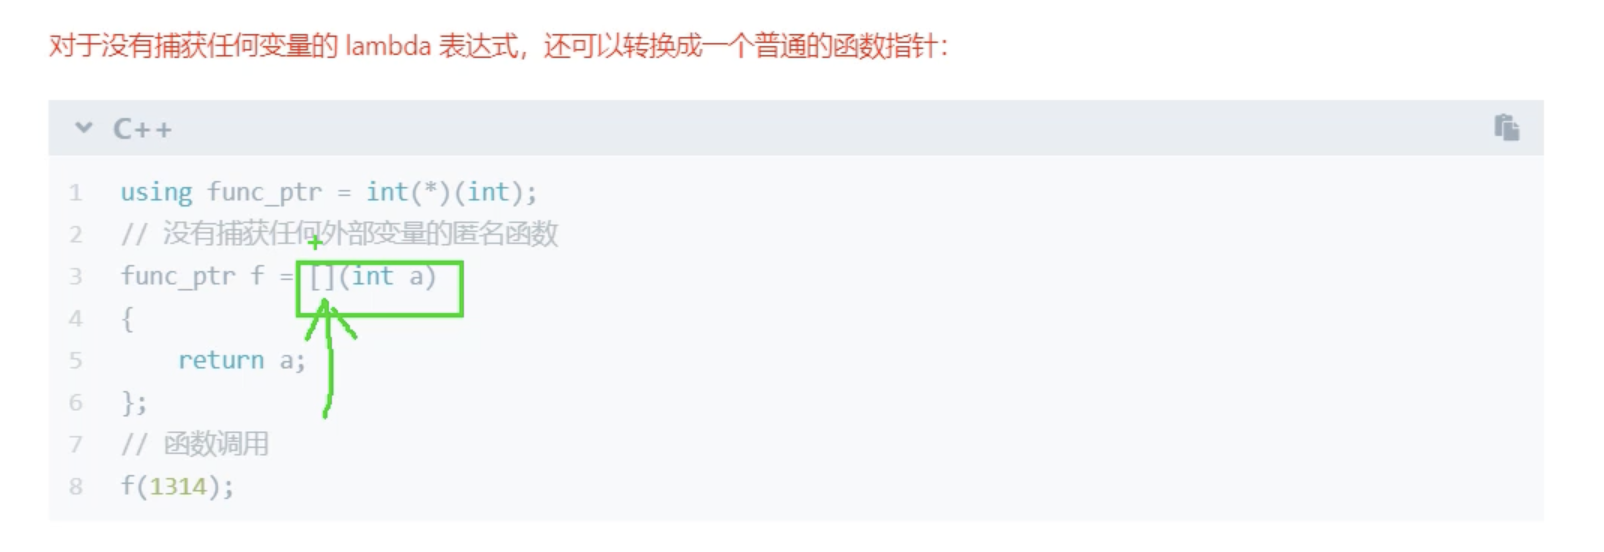 对于没有捕获任何变量的 lambda 表达式，还可以转换成一个普通的函数指针：
C++
1 using func_ptr = int(*)(int);
2 // 没有捕获任何外部变量的匿名函数
3 func_ptr f = [](int a)
4 {
5     return a;
6 };
7 // 函数调用
8 f(1314);